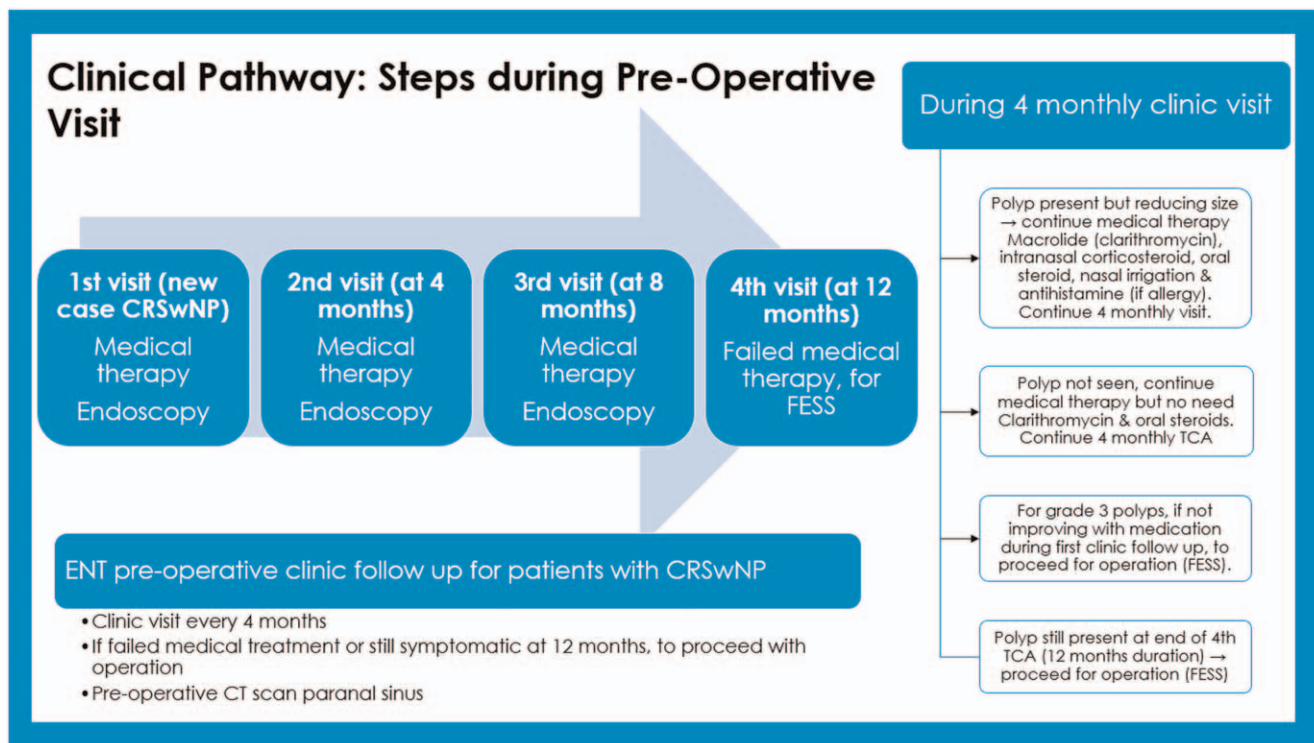 Clinical Pathway: Steps during Pre-Operative
Visit
1st visit (new
case CRSwNP)
Medical
therapy
Endoscopy
2nd visit (at 4
months)
Medical
therapy
Endoscopy
3rd visit (at 8
months)
Medical
therapy
Endoscopy
4th visit (at 12
months)
Failed medical
therapy, for
FESS
ENT pre-operative clinic follow up for patients with CRSwNP
•Clinic visit every 4 months
•If failed medical treatment or still symptomatic at 12 months, to proceed with
operation
•Pre-operative CT scan paranal sinus
During 4 monthly clinic visit
Polyp present but reducing size
→ continue medical therapy
Macrolide (clarithromycin),
intranasal corticosteroid, oral
steroid, nasal irrigation &
antihistamine (if allergy).
Continue 4 monthly visit.
Polyp not seen, continue
medical therapy but no need
Clarithromycin & oral steroids.
Continue 4 monthly TCA
For grade 3 polyps, if not
improving with medication
during first clinic follow up, to
proceed for operation (FESS).
Polyp still present at end of 4th
TCA (12 months duration) →
proceed for operation (FESS)